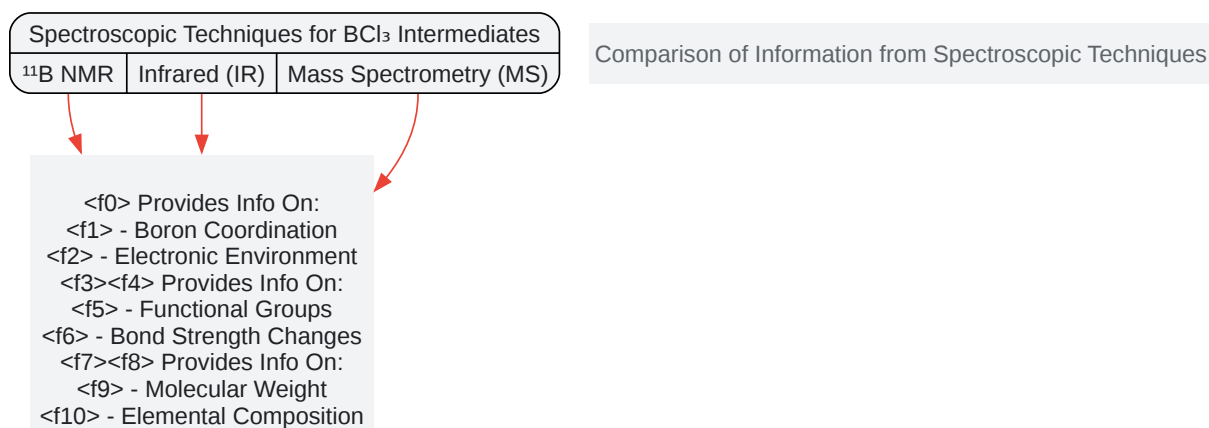 Spectroscopic Techniques for BCl₃ Intermediates
¹¹B NMR
Infrared (IR)
Mass Spectrometry (MS)
Comparison of Information from Spectroscopic Techniques
<f0> Provides Info On:
<f1> - Boron Coordination
<f2> - Electronic Environment
<f3><f4> Provides Info On:
<f5> - Functional Groups
<f6> - Bond Strength Changes
<f7><f8> Provides Info On:
<f9> - Molecular Weight
<f10> - Elemental Composition